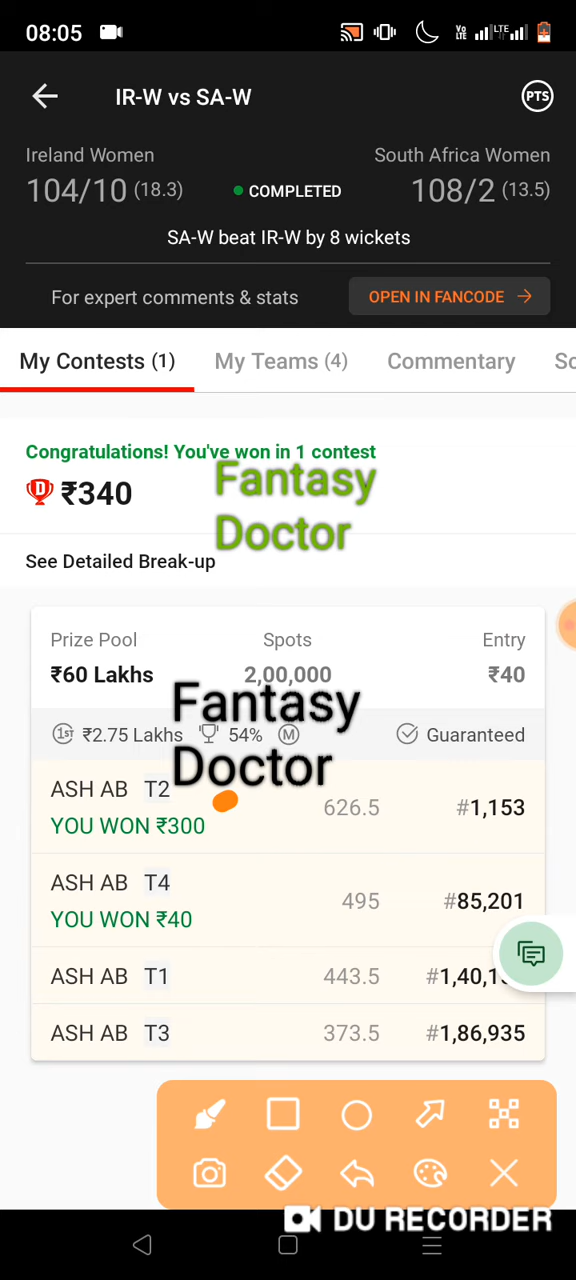 08:05 Vo LTE LTE
IR-W vs SA-W PTS
Ireland Women South Africa Women
104/10 (18.3) COMPLETED 108/2 (13.5)
SA-W beat IR-W by 8 wickets
For expert comments & stats OPEN IN FANCODE
My Contests (1) My Teams (4) Commentary Sc
Congratulations! You've won in 1 contest
₹340
Fantasy
Doctor
See Detailed Break-up
Prize Pool Spots Entry
₹60 Lakhs 2,00,000 ₹40
Fantasy
Doctor
1ST ₹2.75 Lakhs 54% M Guaranteed
ASH AB T2 626.5 #1,153
YOU WON ₹300
ASH AB T4 495 #85,201
YOU WON ₹40
ASH AB T1 443.5
ASH AB T3 373.5 #1,86,935
DU RECORDER